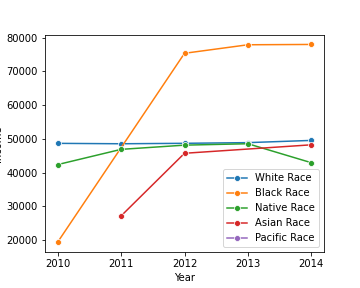 80000
70000
60000
50000
40000
30000
20000
2010
2011
2012
2013
2014
Year
White Race
Black Race
Native Race
Asian Race
Pacific Race